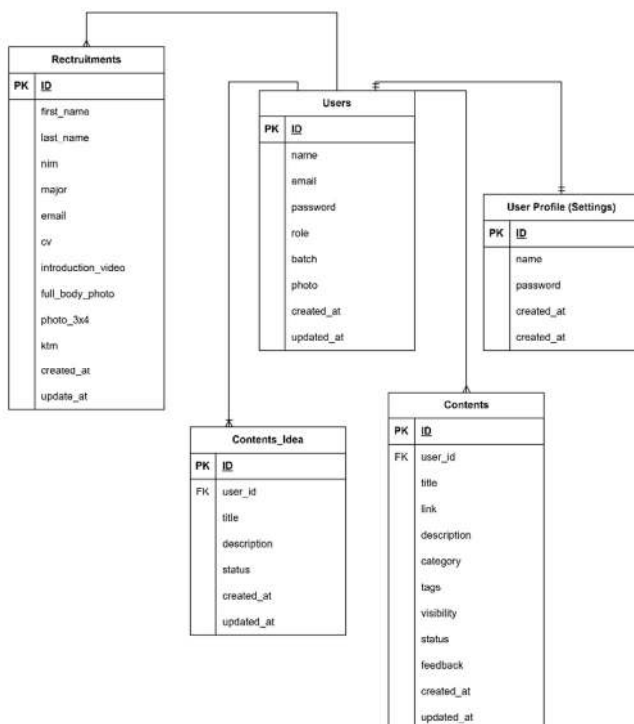 Rectruitments
PK ID
first_name
last_name
nim
major
email
cv
introduction_video
full_body_photo
photo_3x4
ktm
created_at
update_at
Users
PK ID
name
email
password
role
batch
photo
created_at
updated_at
User Profile (Settings)
PK ID
name
password
created_at
created_at
Contents_Idea
PK ID
FK user_id
title
description
status
created_at
updated_at
Contents
PK ID
FK user_id
title
link
description
category
tags
visibility
status
feedback
created_at
updated_at